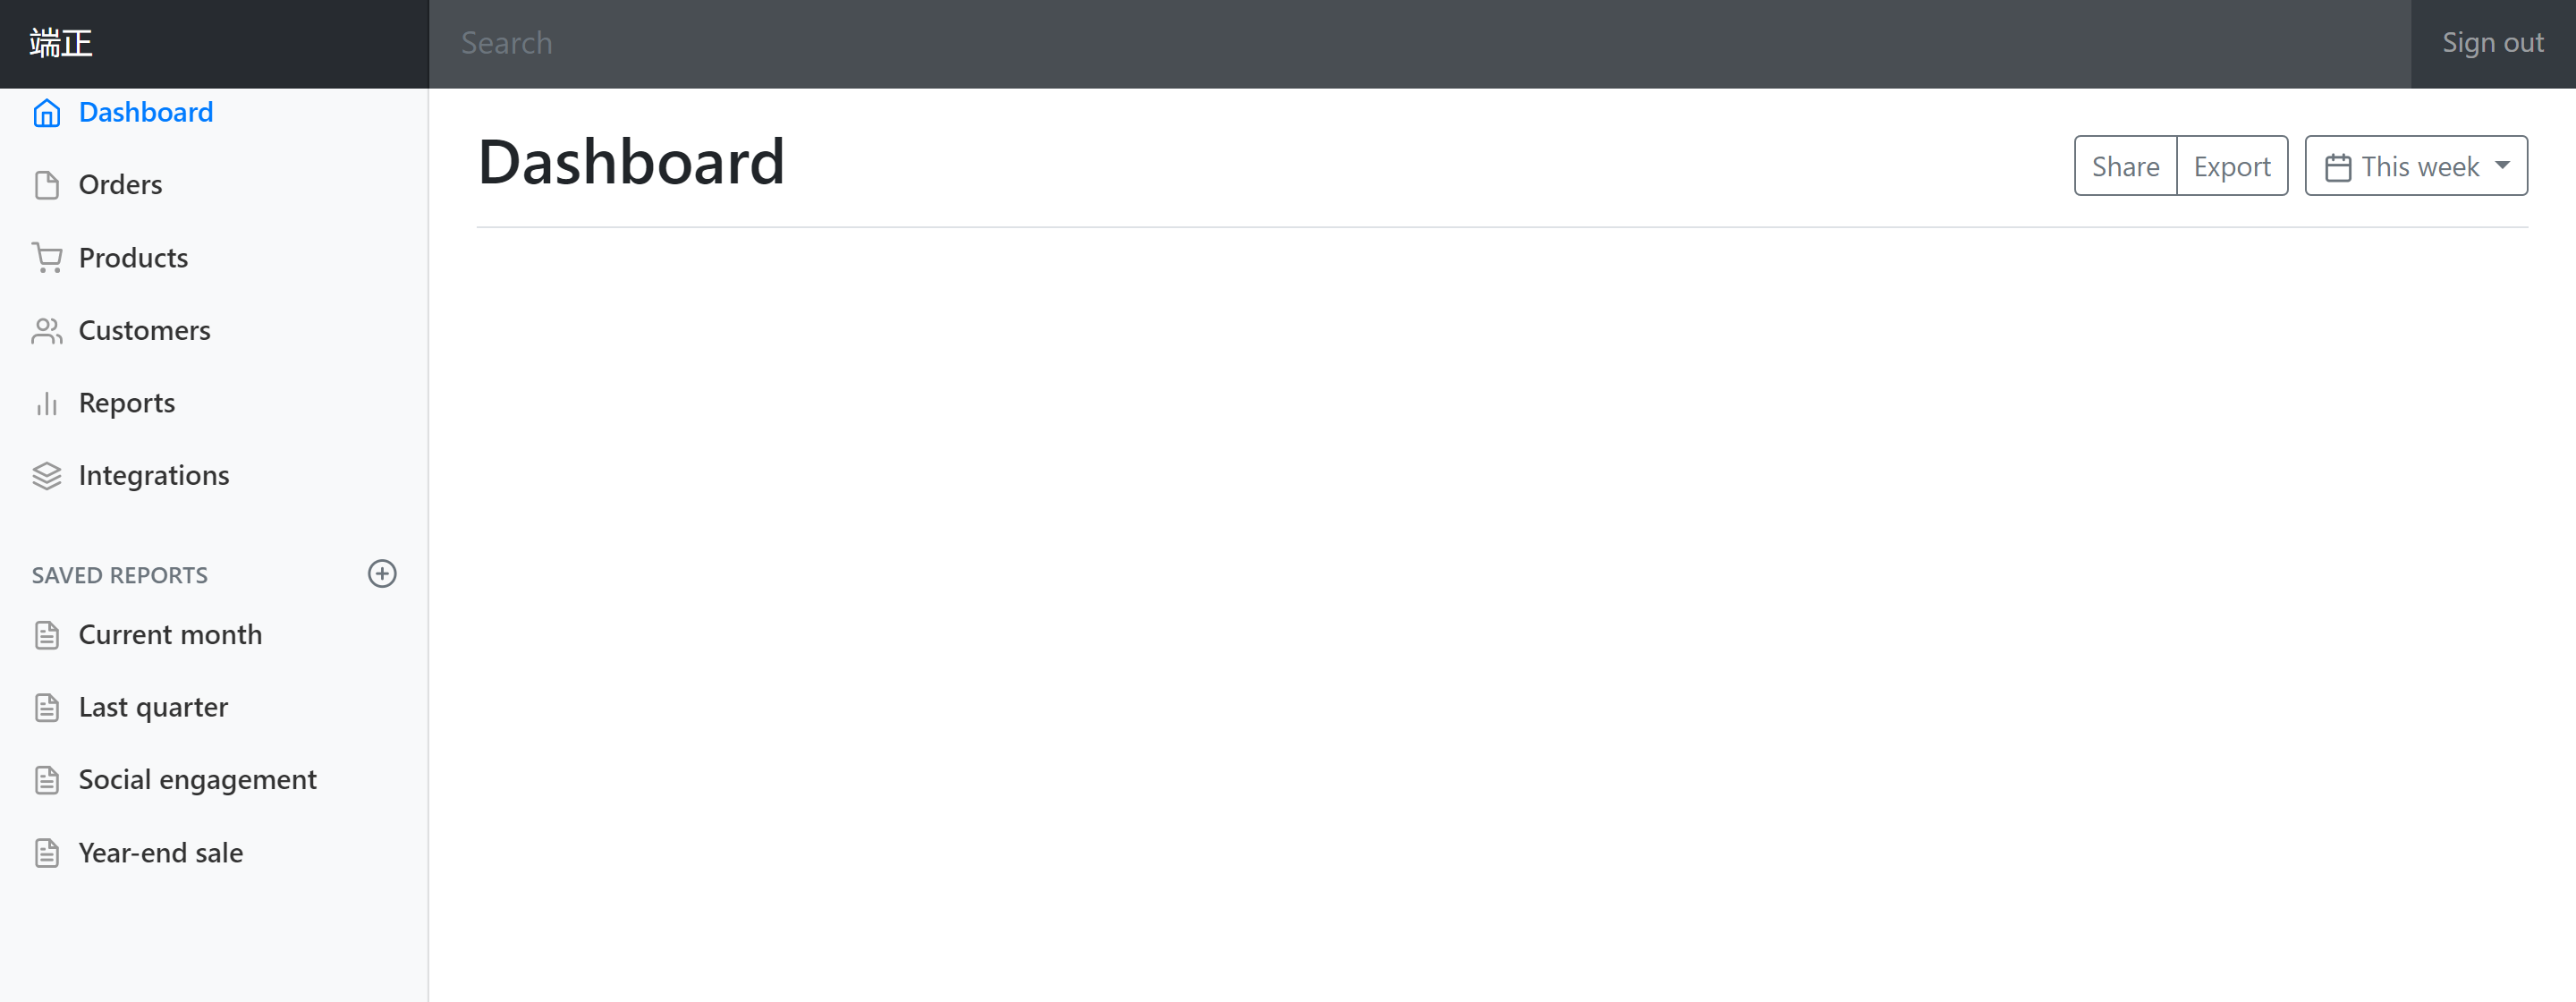 端正
Search
Sign out
Dashboard
Orders
Products
Customers
Reports
Integrations
SAVED REPORTS
Current month
Last quarter
Social engagement
Year-end sale
Dashboard
Share
Export
This week